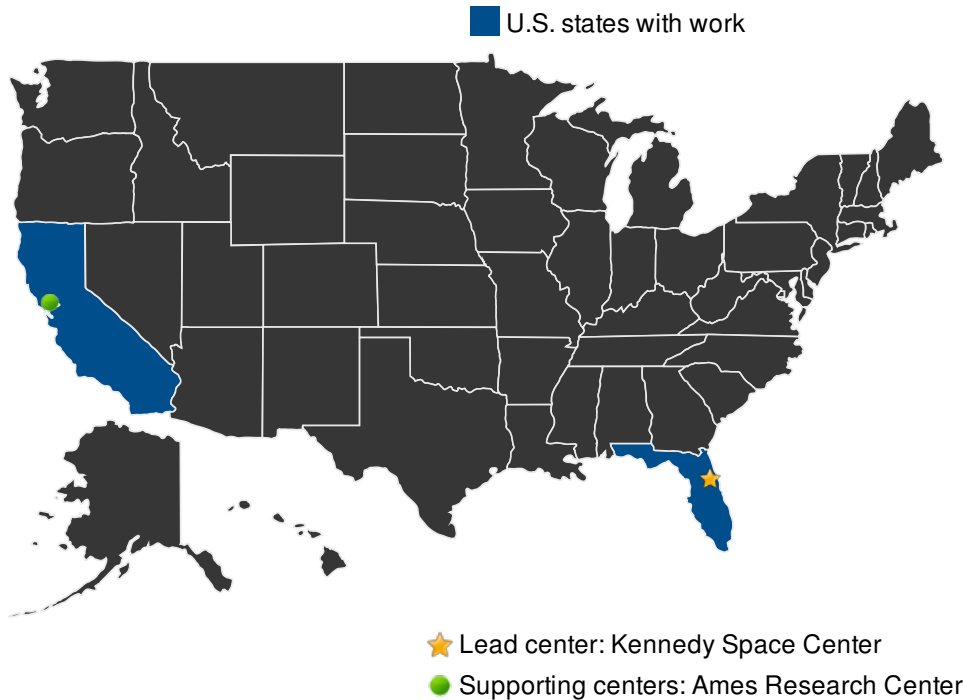 U.S. states with work
Lead center: Kennedy Space Center
Supporting centers: Ames Research Center